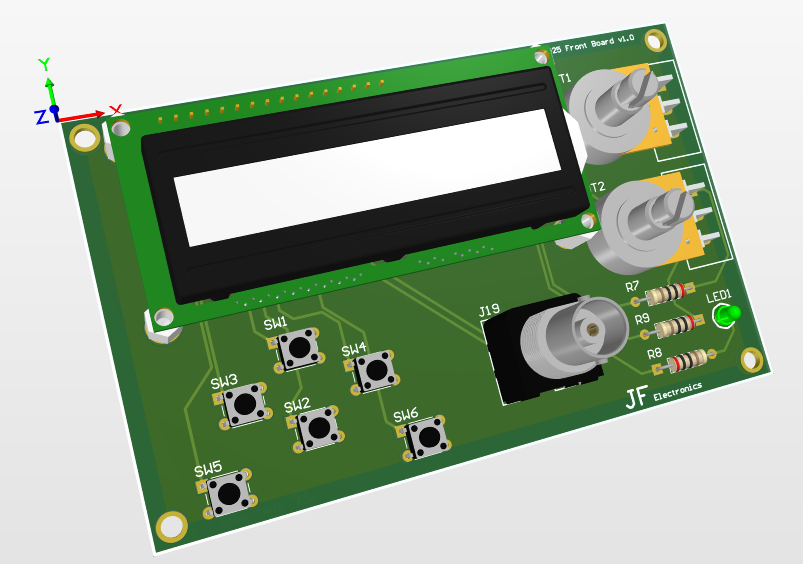 Y
X
Z
25 Front Board v1.0
T1
T2
R7
LED1
J19
R9
SW1
SW4
R8
SW3
SW2
JF Electronics
SW6
SW5